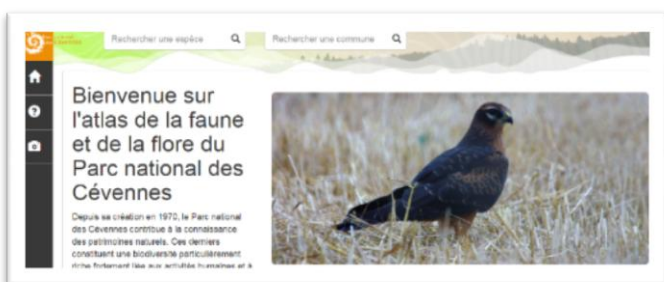 Rechercher une espèce
Rechercher une commune
Bienvenue sur
l'atlas de la faune
et de la flore du
Parc national des
Cévennes
Depuis sa création en 1970, le Parc national
des Cévennes contribue à la connaissance
des patrimoines naturels. Ces derniers
constituent une biodiversité particulièrement
riche fortement liée aux activités humaines et à